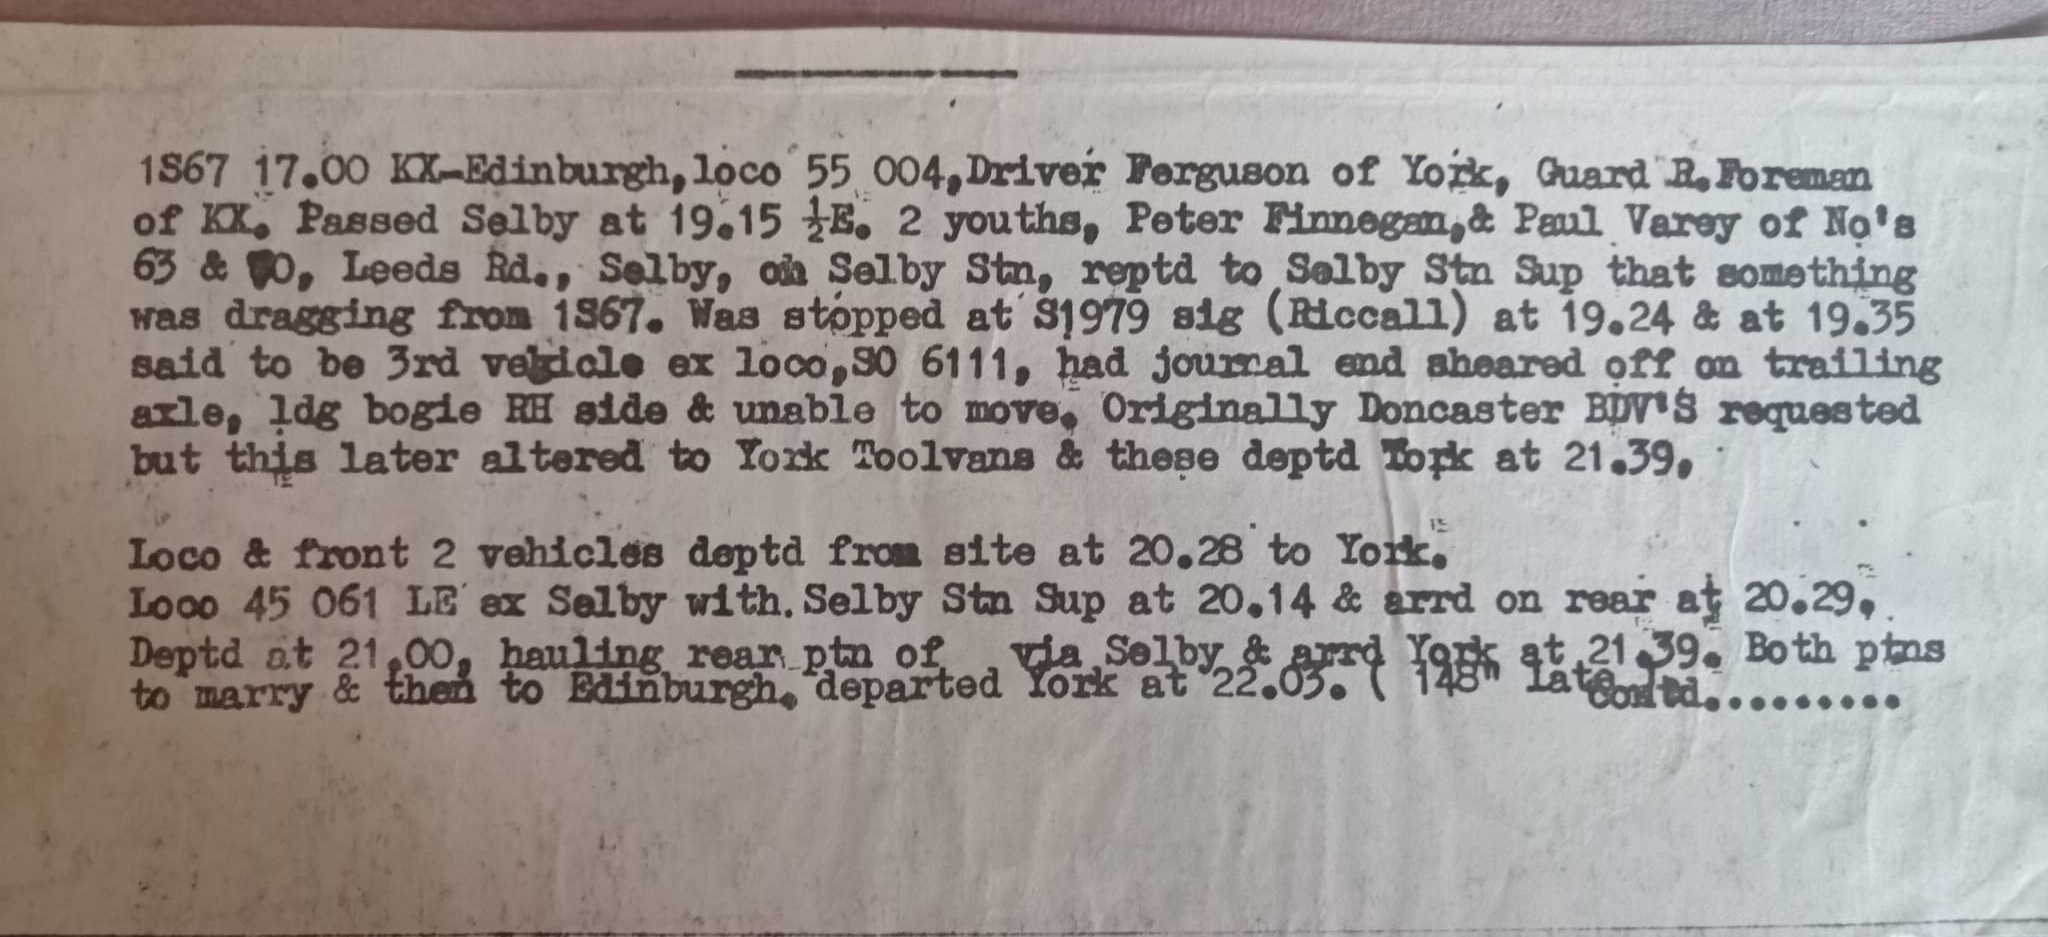 1S67 17.00 KX-Edinburgh, loco 55 004, Driver Ferguson of York, Guard R. Foreman
of KX. Passed Selby at 19.15 ½E. 2 youths, Peter Finnegan, & Paul Varey of No's
63 & 0, Leeds Rd., Selby, on Selby Stn, reptd to Selby Stn Sup that something
was dragging from 1S67. Was stopped at S1979 sig (Riccall) at 19.24 & at 19.35
said to be 3rd vehicle ex loco, SO 6111, had journal end sheared off on trailing
axle, ldg bogie RH side & unable to move. Originally Doncaster BDV'S requested
but this later altered to York Toolvans & these deptd York at 21.39.
Loco & front 2 vehicles deptd from site at 20.28 to York.
Loco 45 061 LE ex Selby with. Selby Stn Sup at 20.14 & arrd on rear at 20.29.
Deptd at 21.00, hauling rear ptn of via Selby & arrd York at 21.39. Both ptns
to marry & then to Edinburgh. departed York at 22.03. ( 148" late)
contd.........